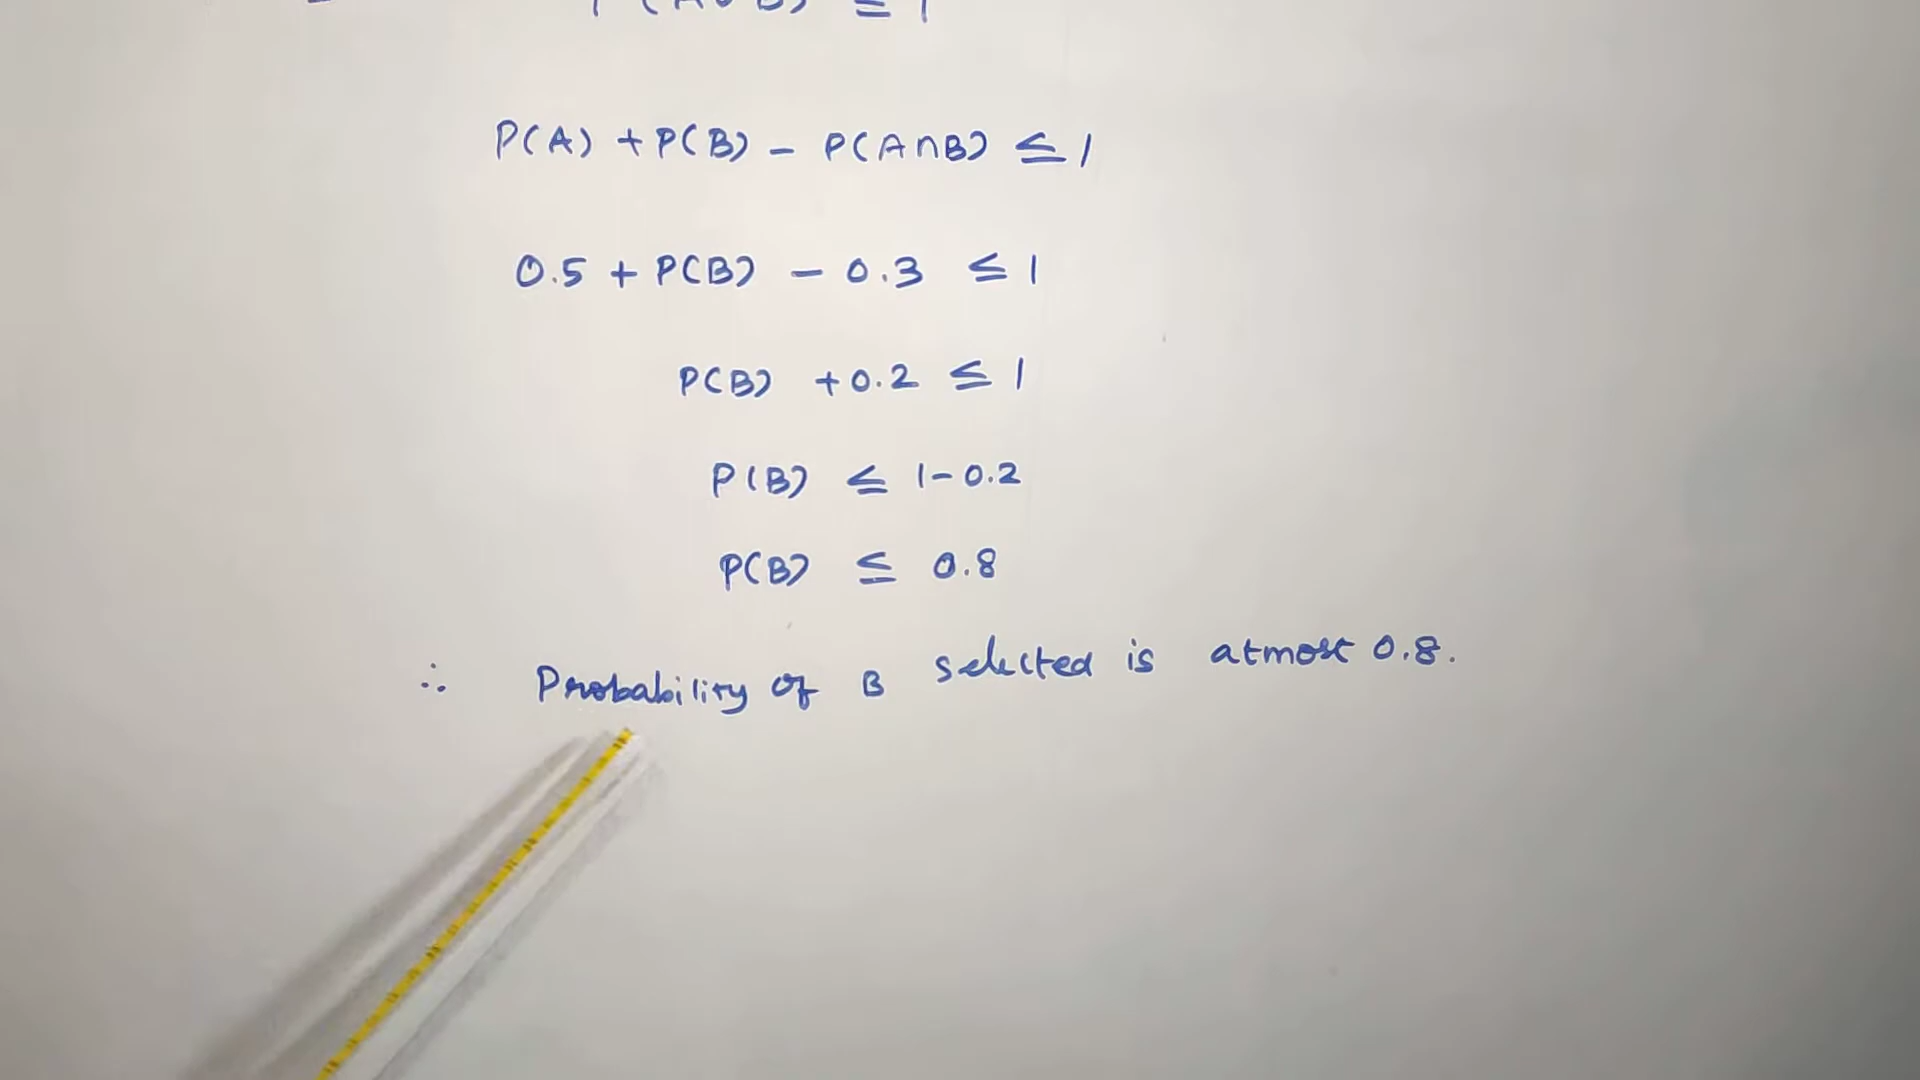 P(A) + P(B) - P(A∩B) ≤ 1
0.5 + P(B) - 0.3 ≤ 1
P(B) + 0.2 ≤ 1
P(B) ≤ 1 - 0.2
P(B) ≤ 0.8
∴ Probability of B selected is atmost 0.8.